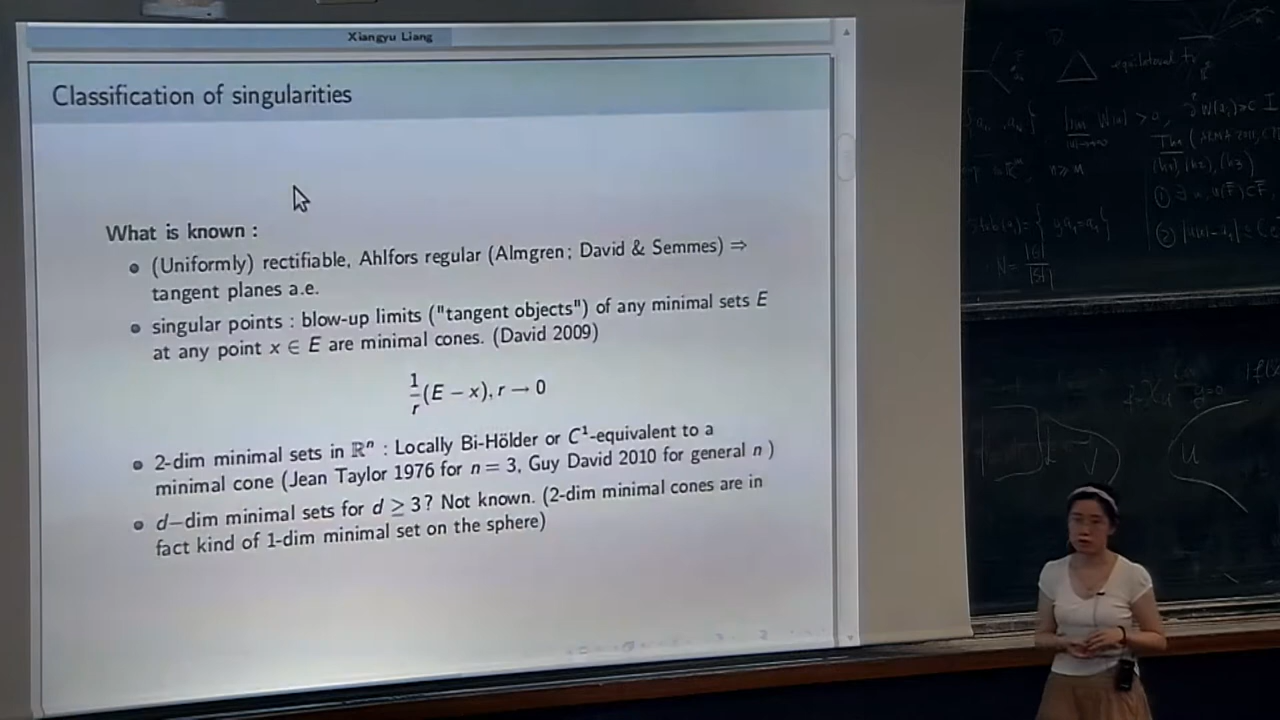 Xiangyu Liang
Classification of singularities
What is known :
(Uniformly) rectifiable, Ahlfors regular (Almgren; David & Semmes) ⇒
tangent planes a.e.
singular points : blow-up limits ("tangent objects") of any minimal sets E
at any point x ∈ E are minimal cones. (David 2009)
1/r (E − x), r → 0
2-dim minimal sets in ℝⁿ : Locally Bi-Hölder or C¹-equivalent to a
minimal cone (Jean Taylor 1976 for n = 3, Guy David 2010 for general n )
d−dim minimal sets for d ≥ 3? Not known. (2-dim minimal cones are in
fact kind of 1-dim minimal set on the sphere)
equilateral
N =
u